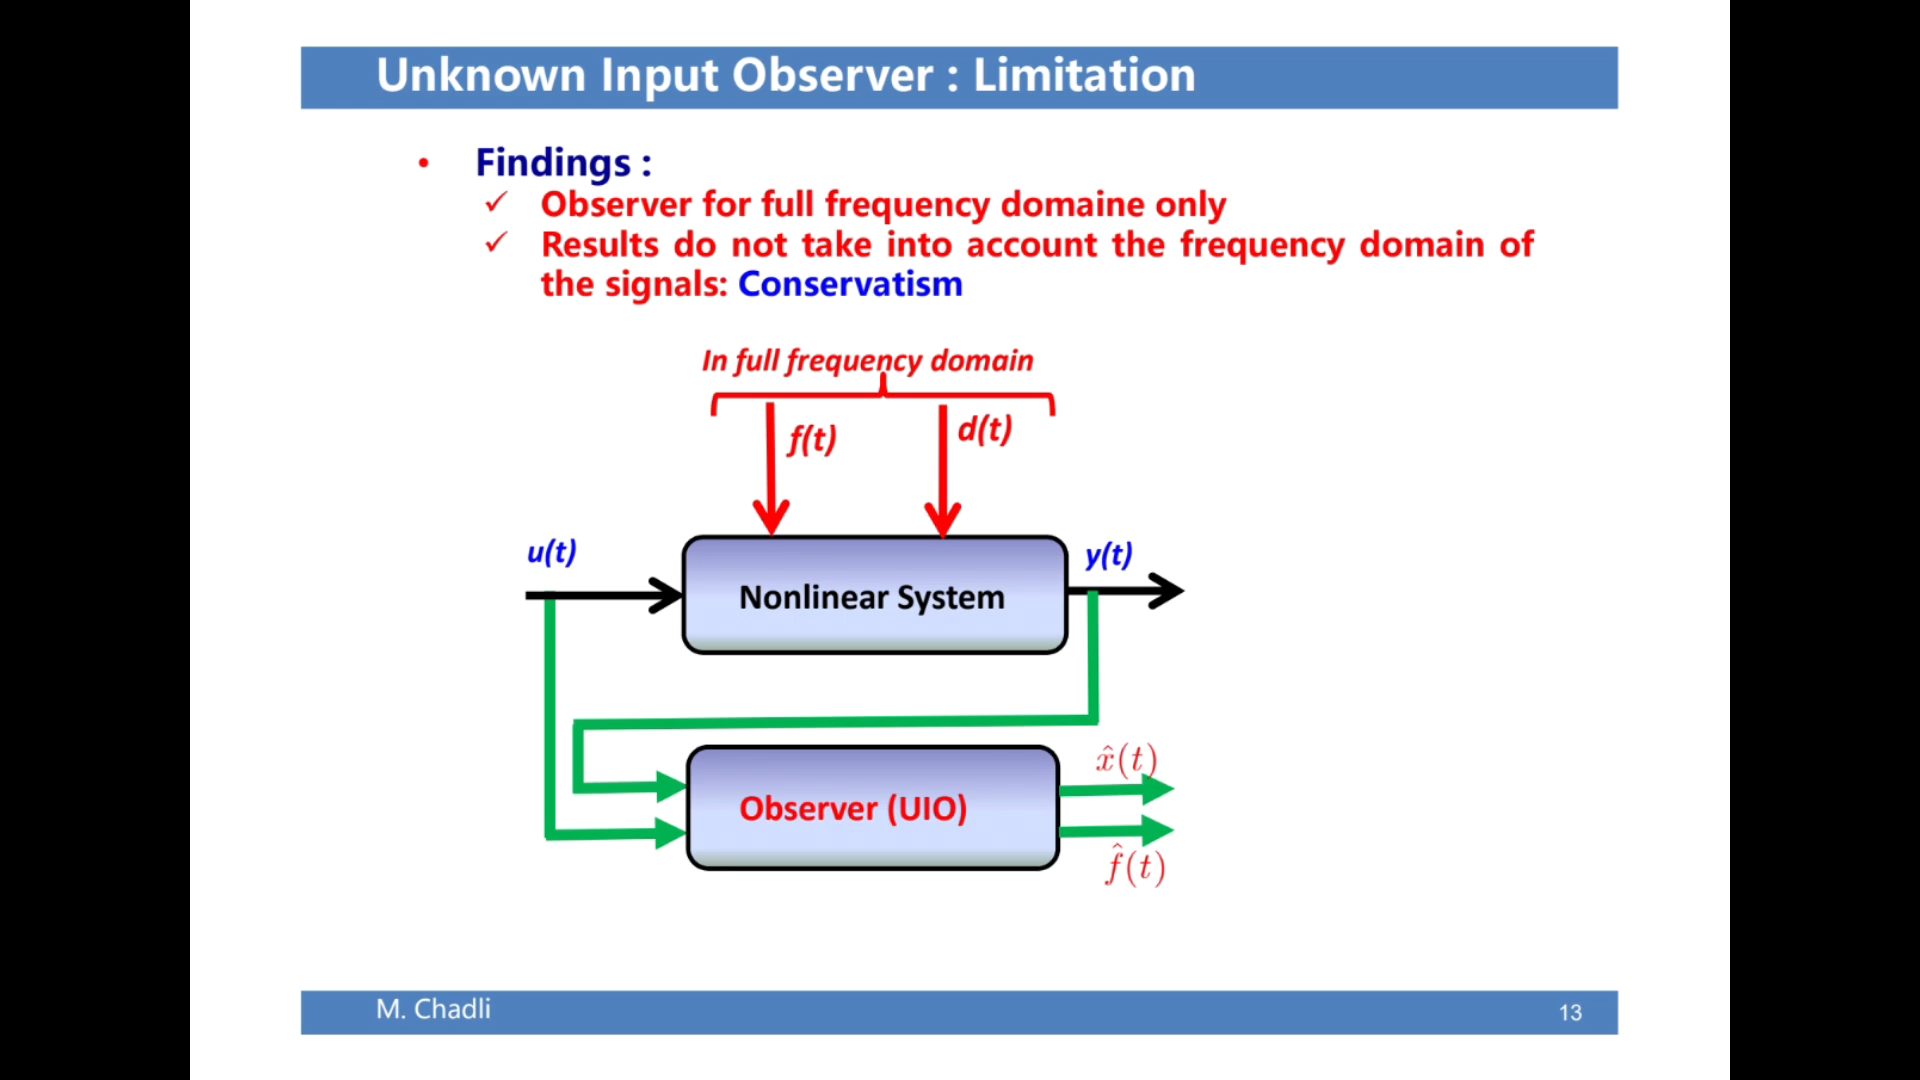 Unknown Input Observer : Limitation
• Findings :
✓ Observer for full frequency domaine only
✓ Results do not take into account the frequency domain of
the signals: Conservatism
In full frequency domain
f(t)
d(t)
u(t)
y(t)
Nonlinear System
x̂(t)
Observer (UIO)
f̂(t)
M. Chadli
13